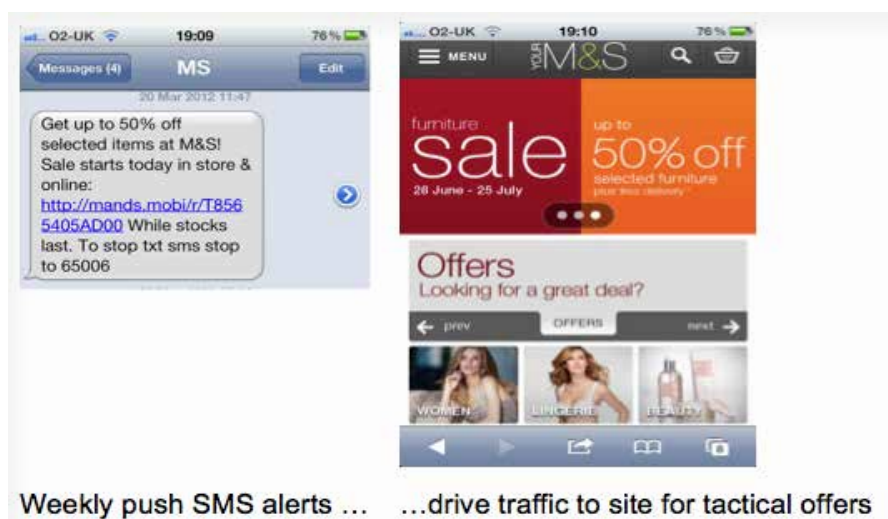 O2-UK 19:09 76%
Messages (4) MS Edit
20 Mar 2012 11:47
Get up to 50% off
selected items at M&S!
Sale starts today in store &
online:
http://mands.mobi/r/T856
5405AD00 While stocks
last. To stop txt sms stop
to 65006
O2-UK 19:10 76%
MENU YOUR M&S
furniture
sale
28 June - 25 July
up to
50% off
selected furniture
plus free delivery
Offers
Looking for a great deal?
prev OFFERS next
WOMEN LINGERIE BEAUTY
Weekly push SMS alerts …
…drive traffic to site for tactical offers